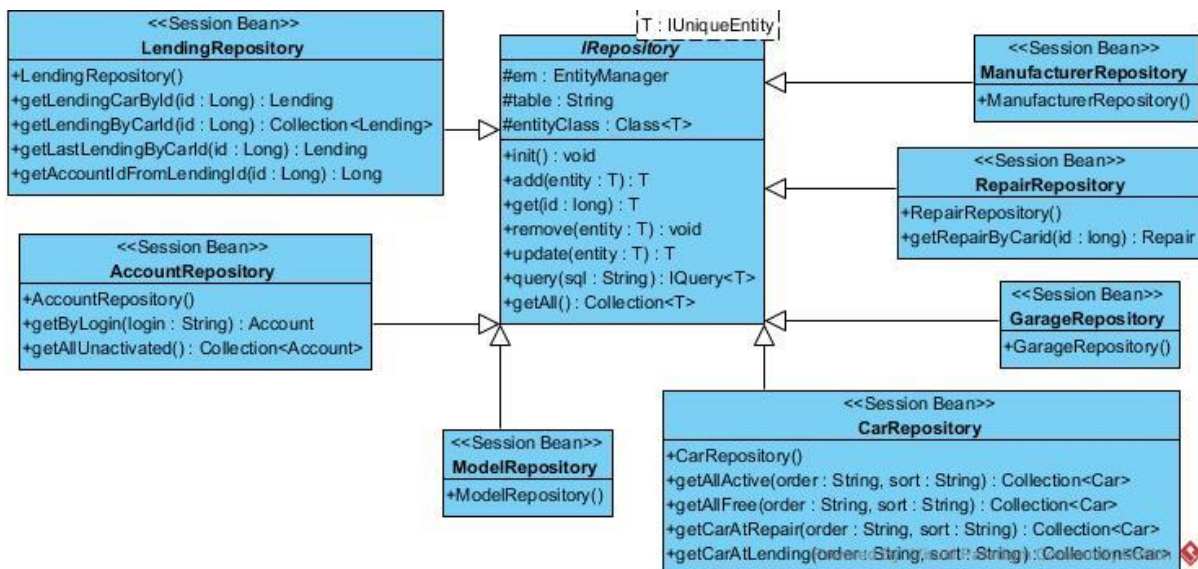 <<Session Bean>>
LendingRepository
+LendingRepository()
+getLendingCarById(id : Long) : Lending
+getLendingByCarId(id : Long) : Collection<Lending>
+getLastLendingByCarId(id : Long) : Lending
+getAccountIdFromLendingId(id : Long) : Long
T : IUniqueEntity
IRepository
#em : EntityManager
#table : String
#entityClass : Class<T>
+init() : void
+add(entity : T) : T
+get(id : long) : T
+remove(entity : T) : void
+update(entity : T) : T
+query(sql : String) : IQuery<T>
+getAll() : Collection<T>
<<Session Bean>>
ManufacturerRepository
+ManufacturerRepository()
<<Session Bean>>
RepairRepository
+RepairRepository()
+getRepairByCarid(id : long) : Repair
<<Session Bean>>
AccountRepository
+AccountRepository()
+getByLogin(login : String) : Account
+getAllUnactivated() : Collection<Account>
<<Session Bean>>
GarageRepository
+GarageRepository()
<<Session Bean>>
ModelRepository
+ModelRepository()
<<Session Bean>>
CarRepository
+CarRepository()
+getAllActive(order : String, sort : String) : Collection<Car>
+getAllFree(order : String, sort : String) : Collection<Car>
+getCarAtRepair(order : String, sort : String) : Collection<Car>
+getCarAtLending(order : String, sort : String) : Collection<Car>